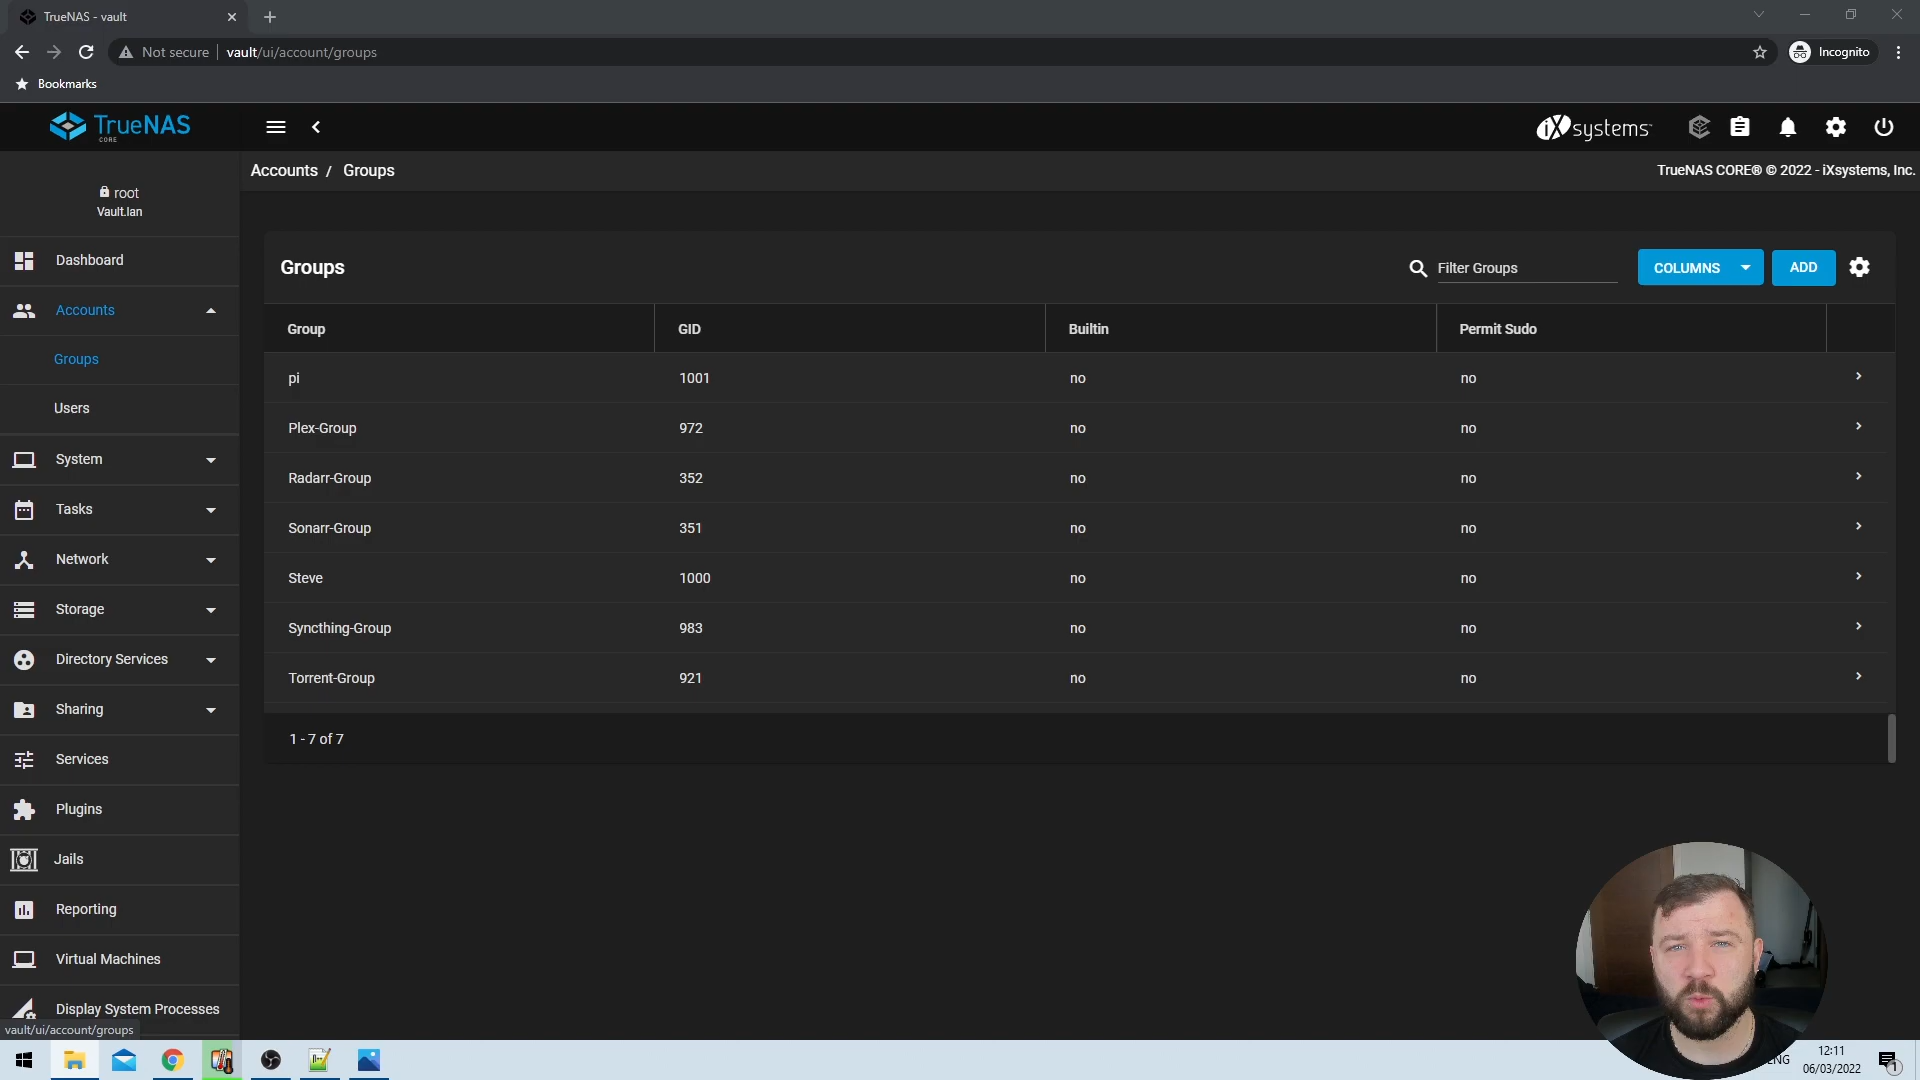 TrueNAS - vault
Not secure
vault/ui/account/groups
Incognito
Bookmarks
TrueNAS
CORE
iXsystems
root
Vault.lan
Accounts / Groups
TrueNAS CORE® © 2022 - iXsystems, Inc.
Dashboard
Accounts
Groups
Users
System
Tasks
Network
Storage
Directory Services
Sharing
Services
Plugins
Jails
Reporting
Virtual Machines
Display System Processes
vault/ui/account/groups
Groups
Filter Groups
COLUMNS
ADD
Group GID Builtin Permit Sudo
pi 1001 no no
Plex-Group 972 no no
Radarr-Group 352 no no
Sonarr-Group 351 no no
Steve 1000 no no
Syncthing-Group 983 no no
Torrent-Group 921 no no
1 - 7 of 7
ENG
12:11
06/03/2022
1